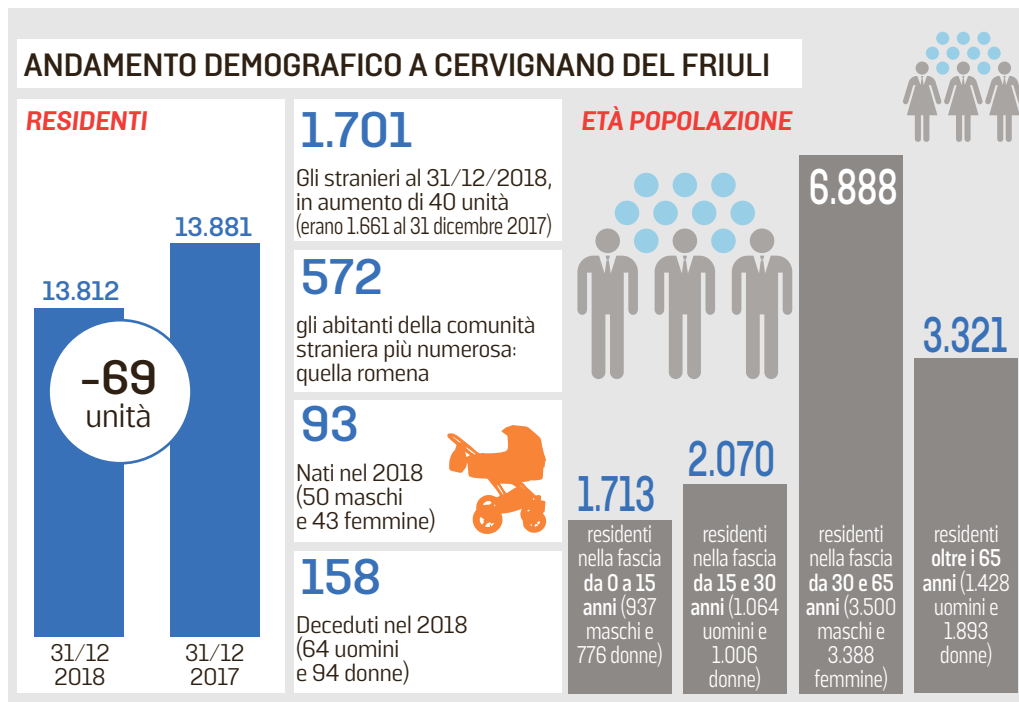 ANDAMENTO DEMOGRAFICO A CERVIGNANO DEL FRIULI
RESIDENTI
13.812
13.881
-69
unità
31/12
2018
31/12
2017
1.701
Gli stranieri al 31/12/2018,
in aumento di 40 unità
(erano 1.661 al 31 dicembre 2017)
572
gli abitanti della comunità
straniera più numerosa:
quella romena
93
Nati nel 2018
(50 maschi
e 43 femmine)
158
Deceduti nel 2018
(64 uomini
e 94 donne)
ETÀ POPOLAZIONE
1.713
residenti
nella fascia
da 0 a 15
anni (937
maschi e
776 donne)
2.070
residenti
nella fascia
da 15 e 30
anni (1.064
uomini e
1.006
donne)
6.888
residenti
nella fascia
da 30 e 65
anni (3.500
maschi e
3.388
femmine)
3.321
residenti
oltre i 65
anni (1.428
uomini e
1.893
donne)